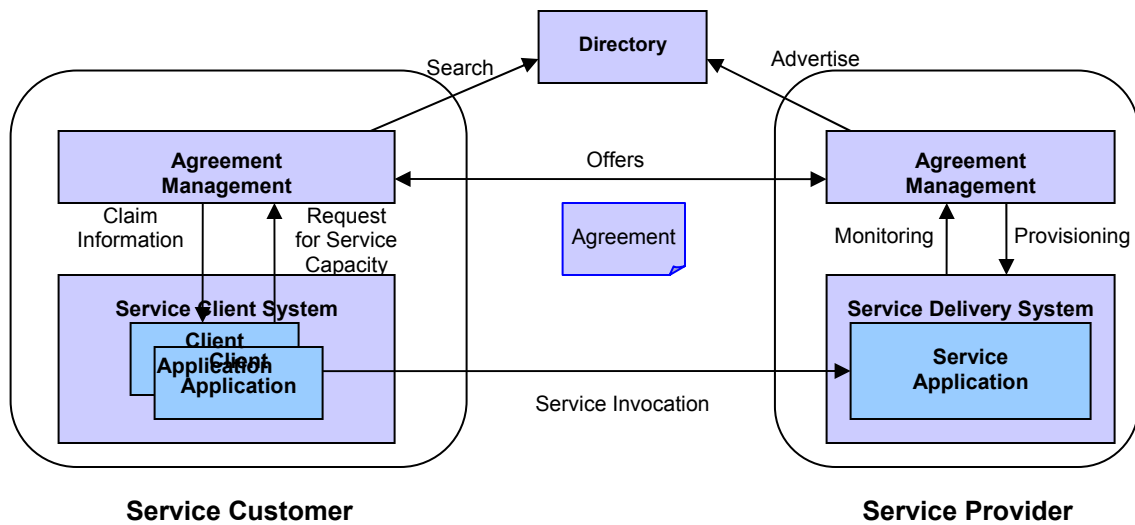 Directory
Search
Advertise
Agreement
Management
Offers
Agreement
Management
Claim
Information
Request
for Service
Capacity
Agreement
Monitoring
Provisioning
Service Client System
Client
Application
Client
Application
Service Delivery System
Service
Application
Service Invocation
Service Customer
Service Provider